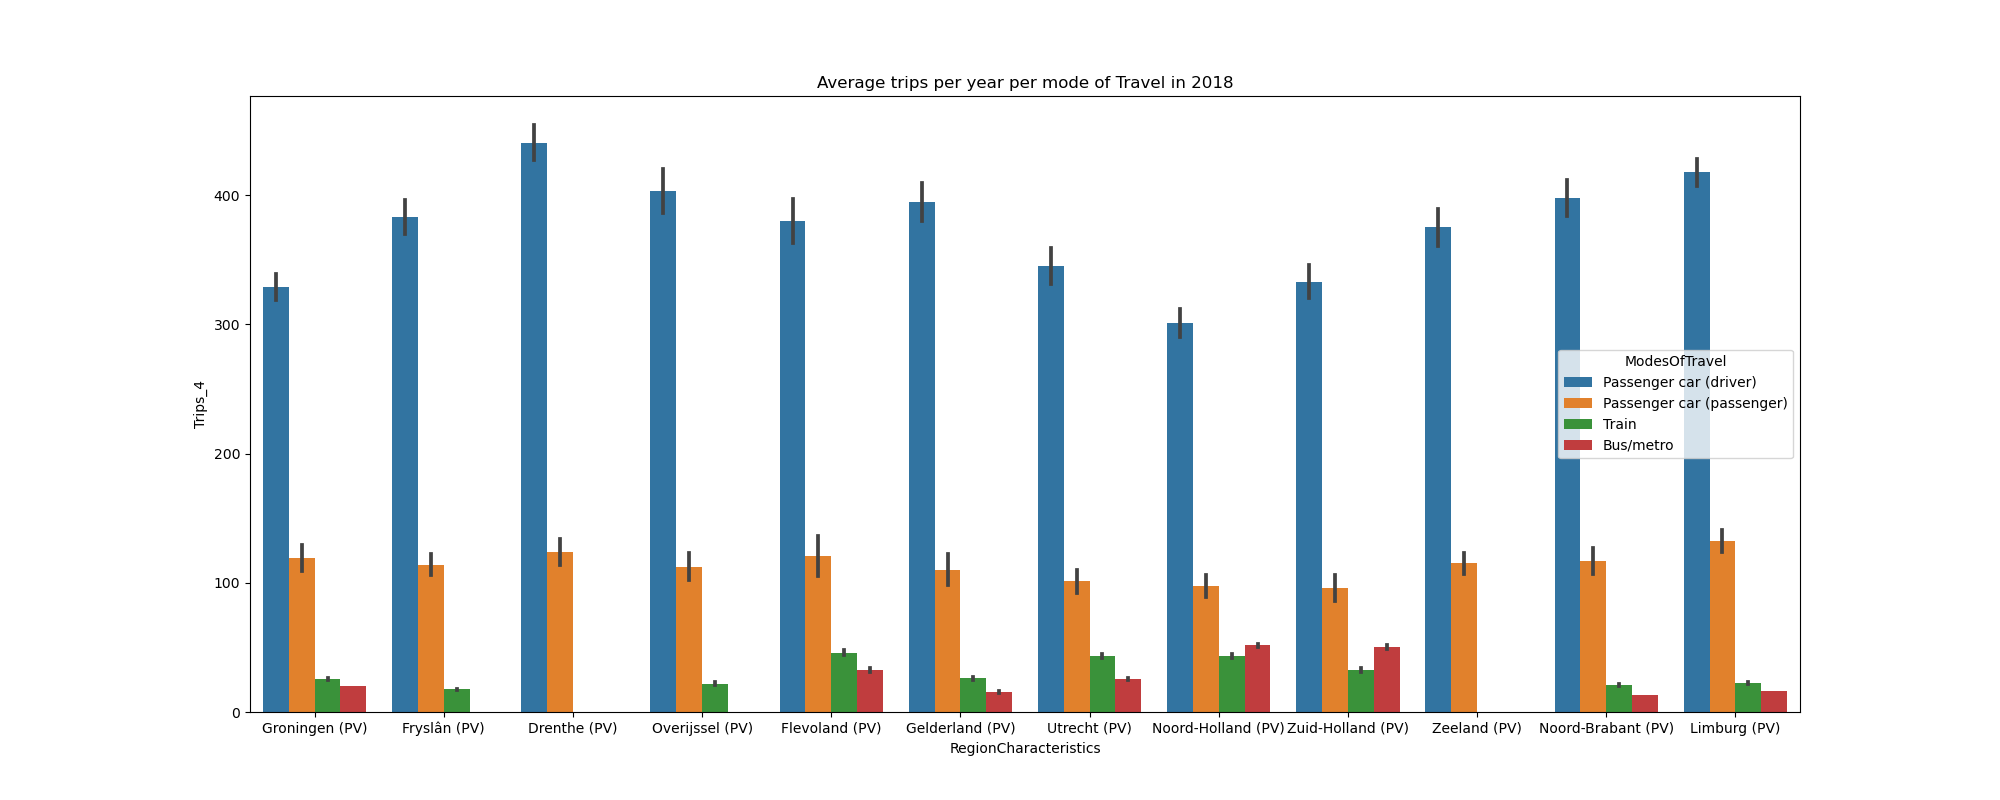 Average trips per year per mode of Travel in 2018
Trips_4
400
300
200
100
0
ModesOfTravel
Passenger car (driver)
Passenger car (passenger)
Train
Bus/metro
Groningen (PV) Fryslân (PV) Drenthe (PV) Overijssel (PV) Flevoland (PV) Gelderland (PV) Utrecht (PV) Noord-Holland (PV) Zuid-Holland (PV) Zeeland (PV) Noord-Brabant (PV) Limburg (PV)
RegionCharacteristics